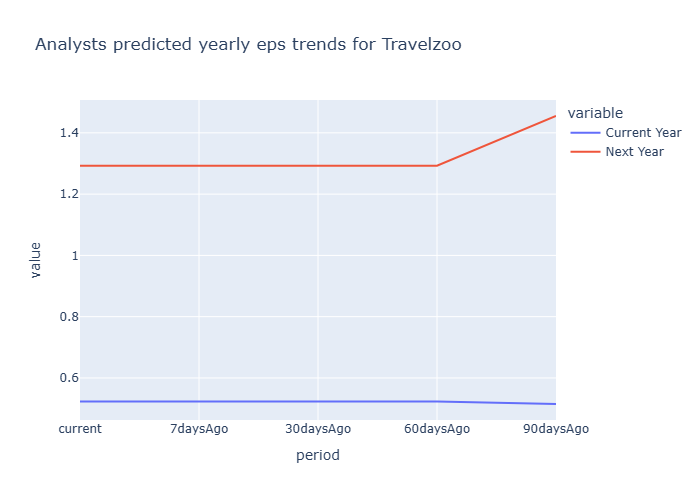 Analysts predicted yearly eps trends for Travelzoo
variable
Current Year
Next Year
value
1.4
1.2
1
0.8
0.6
current
7daysAgo
30daysAgo
60daysAgo
90daysAgo
period